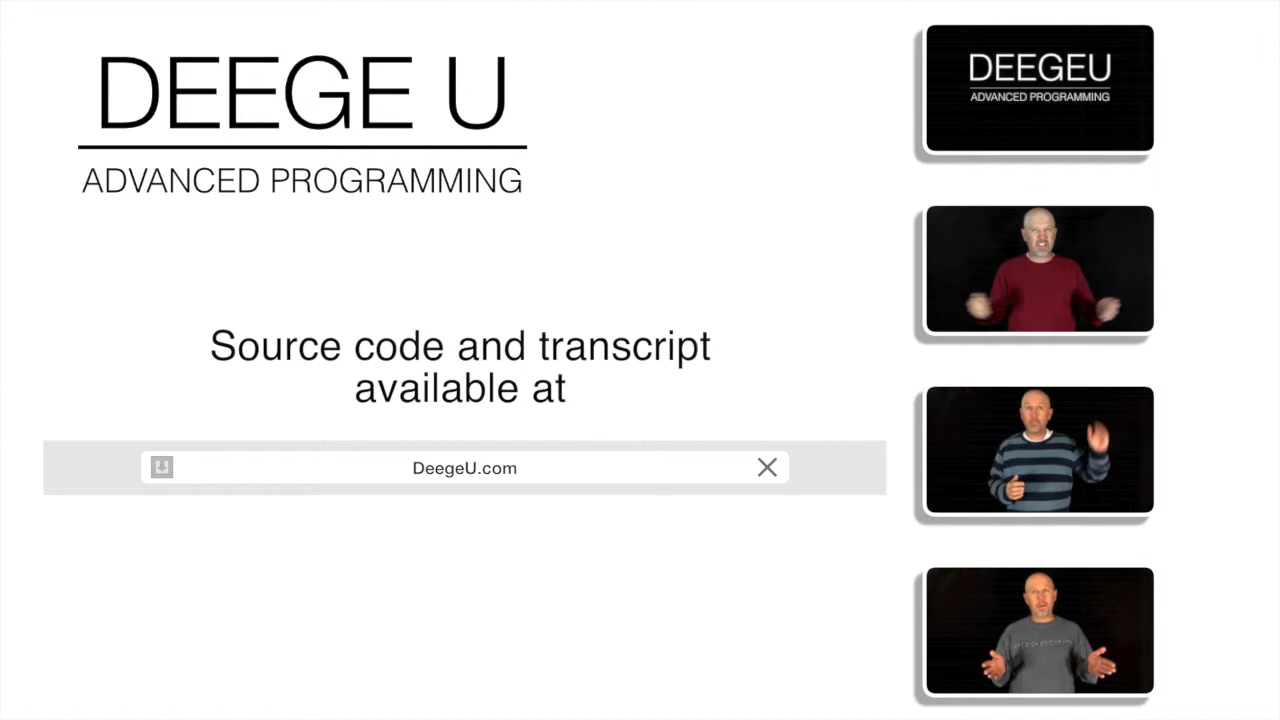 DEEGE U
ADVANCED PROGRAMMING
Source code and transcript
available at
DeegeU.com
DEEGEU
ADVANCED PROGRAMMING